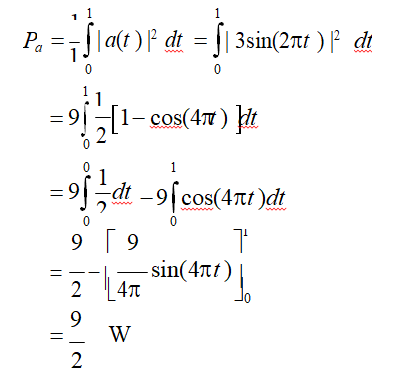 P_a = 1/1 ∫_0^1 | a(t) |² dt = ∫_0^1 | 3sin(2πt ) |² dt
= 9∫_0^1 1/2 [1− cos(4πt) ]dt
= 9∫_0^0 1/2 dt −9∫_0^1 cos(4πt)dt
= 9/2 − [ 9/4π sin(4πt) ]_0^1
= 9/2 W